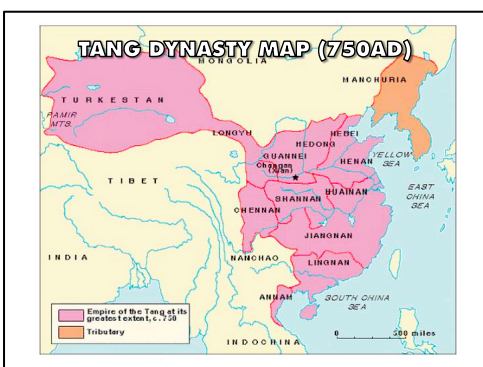 TANG DYNASTY MAP (750AD)
MONGOLIA
MANCHURIA
TURKESTAN
PAMIR
MTS.
LONGYU
HEBEI
HEDONG
GUANNEI
YELLOW
SEA
Changan
(Xi'an)
HENAN
TIBET
HUAINAN
EAST
CHINA
SEA
SHANNAN
CHENNAN
JIANGNAN
INDIA
NANCHAO
LINGNAN
ANNAM
SOUTH CHINA
SEA
Empire of the Tang at its
greatest extent, c.750
Tributary
0 500 miles
INDOCHINA